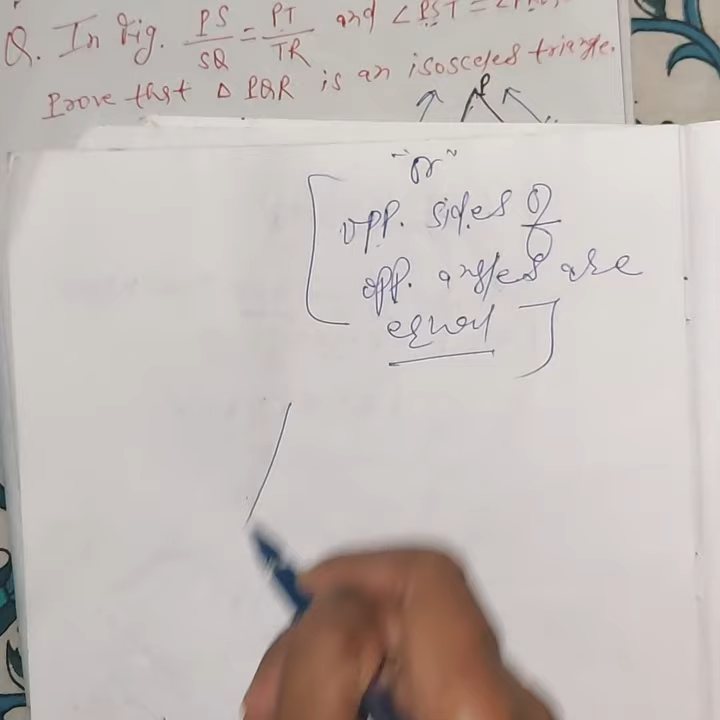 Q. In Fig. PS/SQ = PT/TR and ∠PST = ∠
Prove that Δ PQR is an isosceles triangle.
P
"or"
[opp. sides of
opp. angles are
equal]